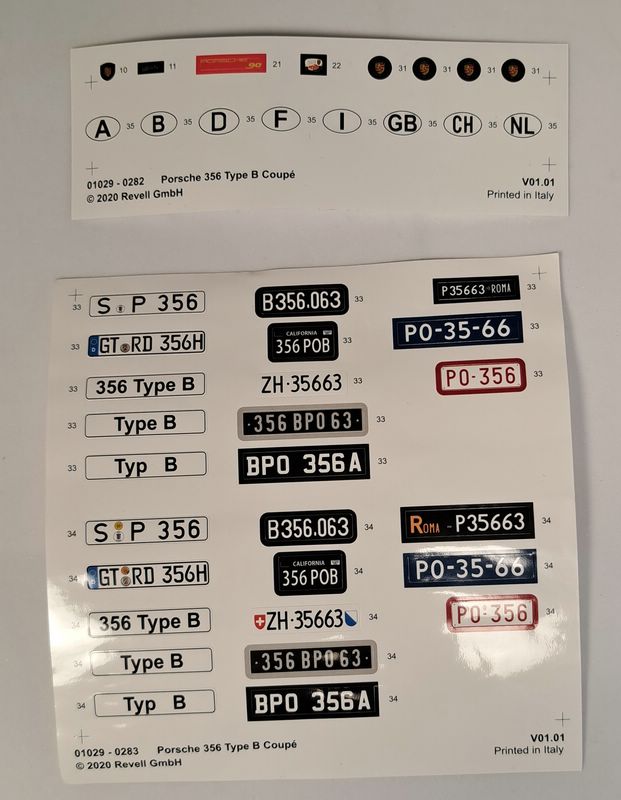 10 11 PORSCHE 90 21 22 31 31 31 31
A 35 B 35 D 35 F 35 I 35 GB 35 CH 35 NL 35
01029 - 0282 Porsche 356 Type B Coupé V01.01
© 2020 Revell GmbH Printed in Italy
33 S P 356 B356.063 33 P35663 ROMA 33
33 GT RD 356H CALIFORNIA 356 POB 33 PO-35-66 33
33 356 Type B ZH·35663 33 PO-356 33
33 Type B ·356 BPO 63· 33
33 Typ B BPO 356A 33
34 S P 356 B356.063 34 ROMA - P35663 34
34 GT RD 356H CALIFORNIA 356 POB 34 PO-35-66 34
34 356 Type B ZH·35663 34 PO:356 34
34 Type B ·356 BPO 63· 34
34 Typ B BPO 356A 34
01029 - 0283 Porsche 356 Type B Coupé V01.01
© 2020 Revell GmbH Printed in Italy